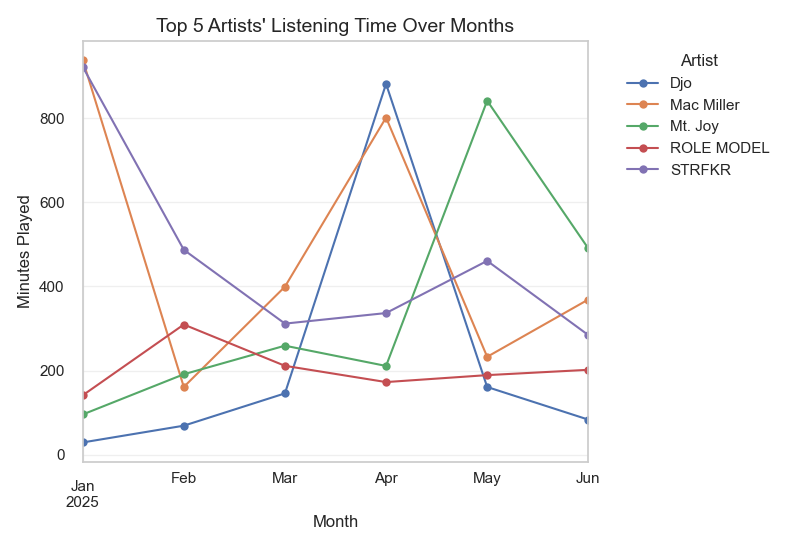 Top 5 Artists' Listening Time Over Months
Minutes Played
800
600
400
200
0
Jan
2025
Feb
Mar
Apr
May
Jun
Month
Artist
Djo
Mac Miller
Mt. Joy
ROLE MODEL
STRFKR